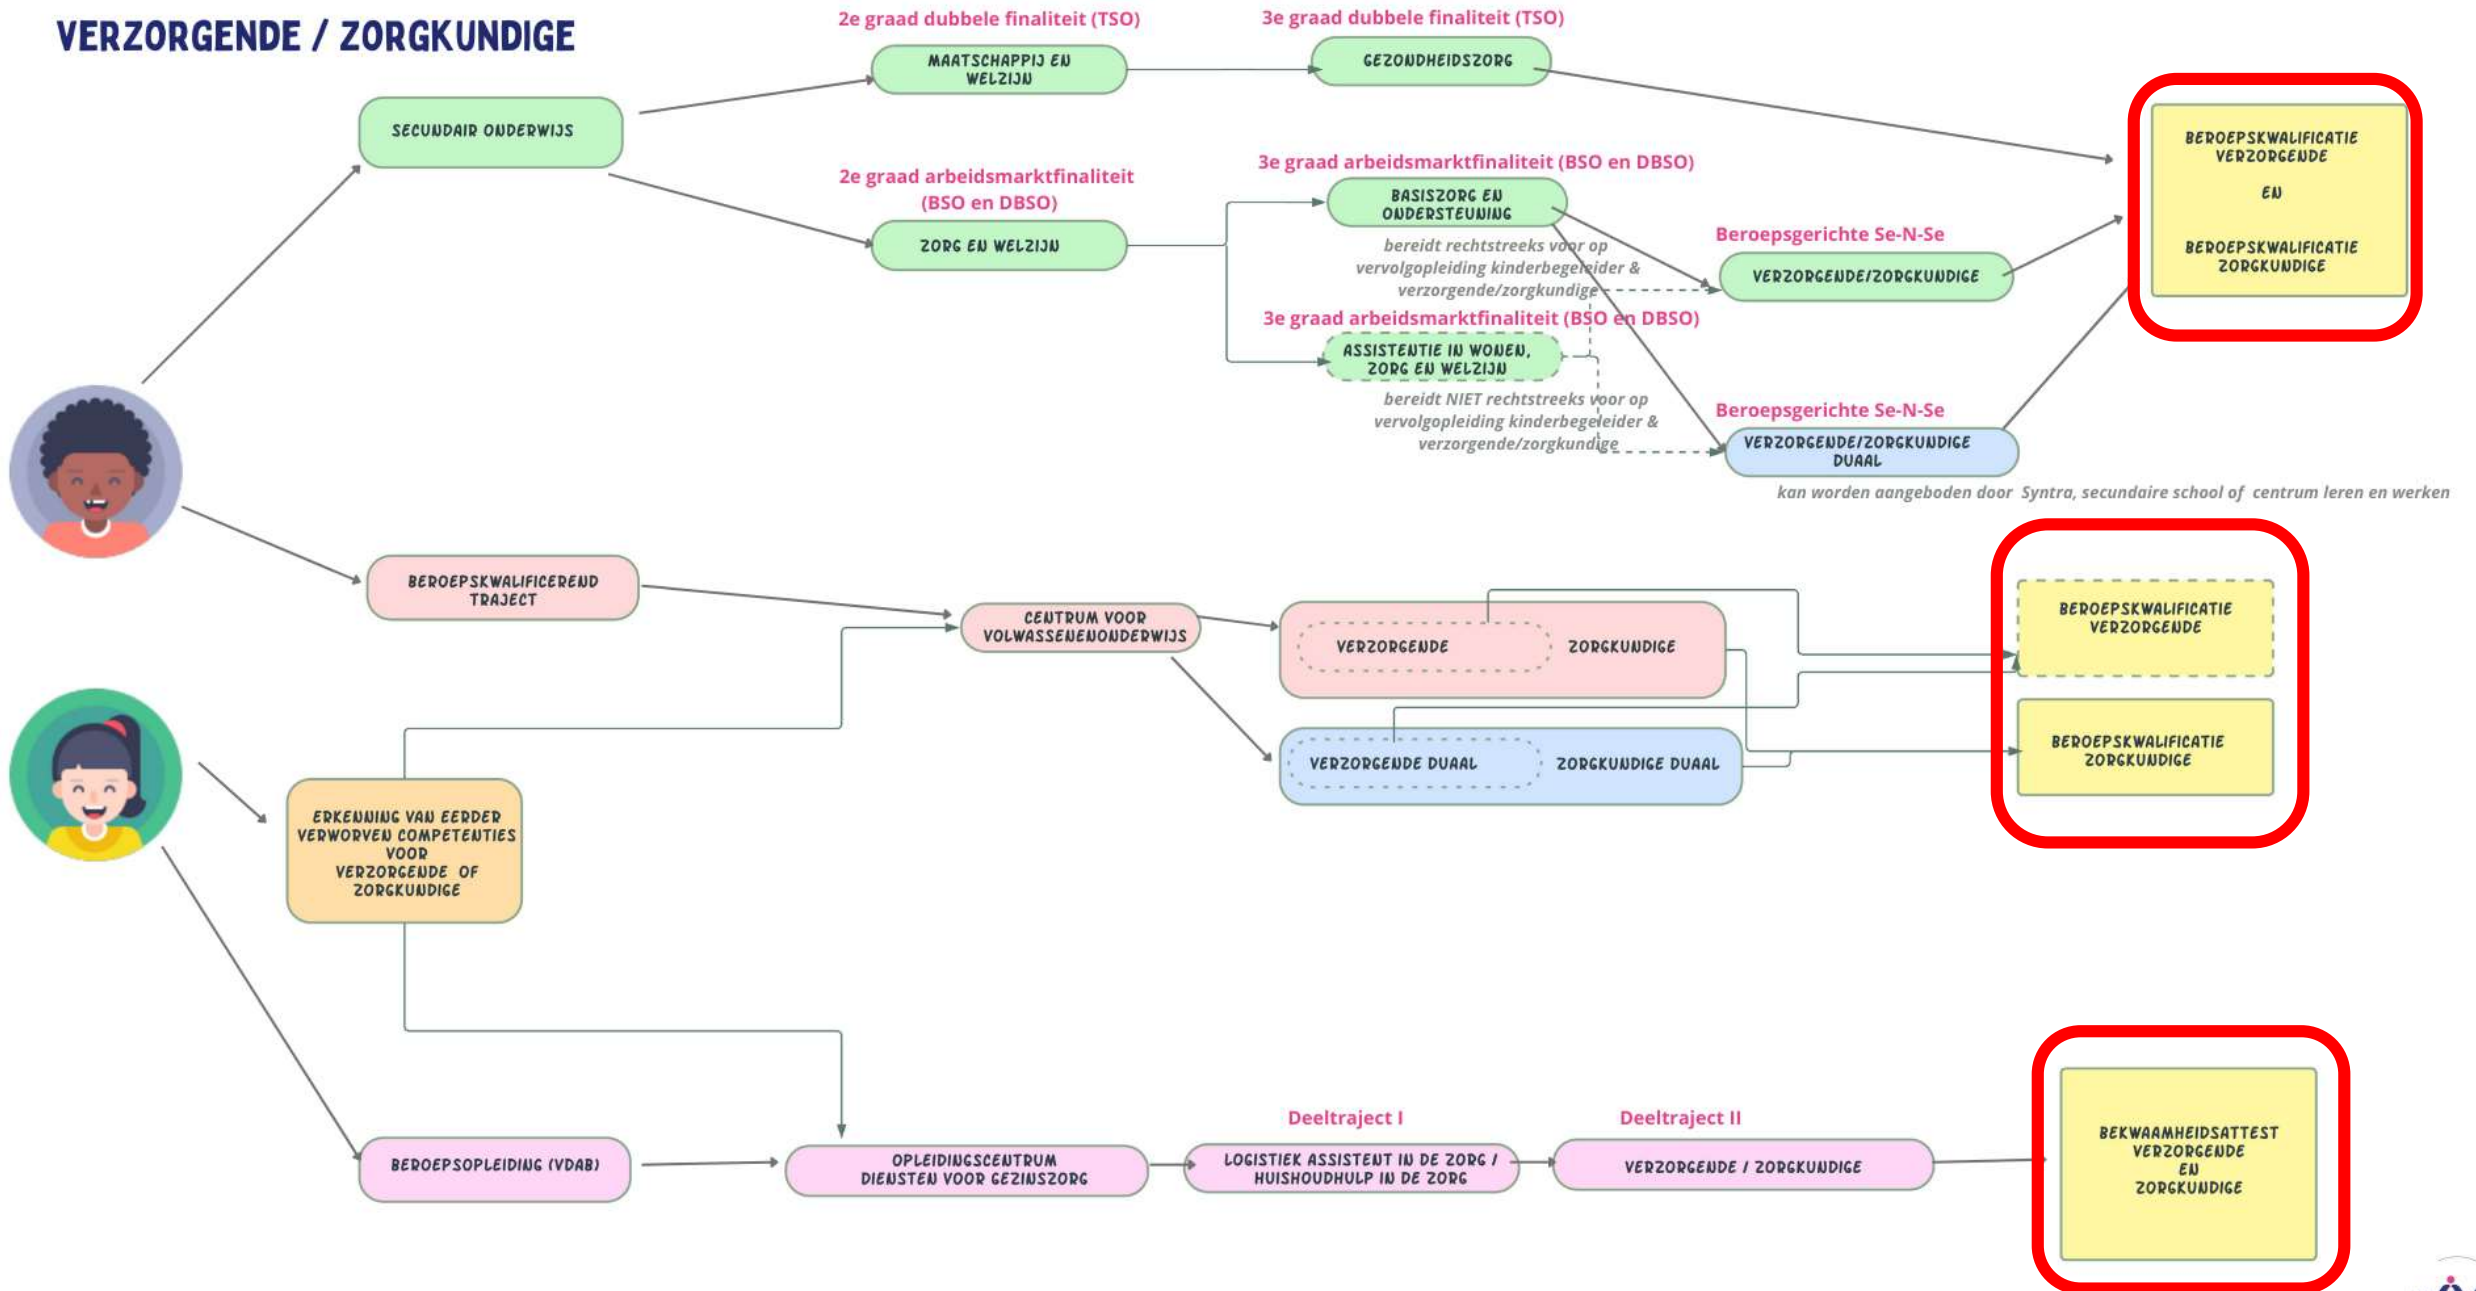 VERZORGENDE / ZORGKUNDIGE
2e graad dubbele finaliteit (TSO)
3e graad dubbele finaliteit (TSO)
MAATSCHAPPIJ EN
WELZIJN
GEZONDHEIDSZORG
SECUNDAIR ONDERWIJS
2e graad arbeidsmarktfinaliteit
(BSO en DBSO)
ZORG EN WELZIJN
3e graad arbeidsmarktfinaliteit (BSO en DBSO)
BASISZORG EN
ONDERSTEUNING
bereidt rechtstreeks voor op
vervolgopleiding kinderbegeleider &
verzorgende/zorgkundige
3e graad arbeidsmarktfinaliteit (BSO en DBSO)
ASSISTENTIE IN WONEN,
ZORG EN WELZIJN
bereidt NIET rechtstreeks voor op
vervolgopleiding kinderbegeleider &
verzorgende/zorgkundige
Beroepsgerichte Se-N-Se
VERZORGENDE/ZORGKUNDIGE
Beroepsgerichte Se-N-Se
VERZORGENDE/ZORGKUNDIGE
DUAAL
kan worden aangeboden door Syntra, secundaire school of centrum leren en werken
BEROEPSKWALIFICATIE
VERZORGENDE
EN
BEROEPSKWALIFICATIE
ZORGKUNDIGE
BEROEPSKWALIFICEREND
TRAJECT
CENTRUM VOOR
VOLWASSENENONDERWIJS
VERZORGENDE
ZORGKUNDIGE
VERZORGENDE DUAAL
ZORGKUNDIGE DUAAL
BEROEPSKWALIFICATIE
VERZORGENDE
BEROEPSKWALIFICATIE
ZORGKUNDIGE
ERKENNING VAN EERDER
VERWORVEN COMPETENTIES
VOOR
VERZORGENDE OF
ZORGKUNDIGE
BEROEPSOPLEIDING (VDAB)
OPLEIDINGSCENTRUM
DIENSTEN VOOR GEZINSZORG
Deeltraject I
LOGISTIEK ASSISTENT IN DE ZORG /
HUISHOUDHULP IN DE ZORG
Deeltraject II
VERZORGENDE / ZORGKUNDIGE
BEKWAAMHEIDSATTEST
VERZORGENDE
EN
ZORGKUNDIGE